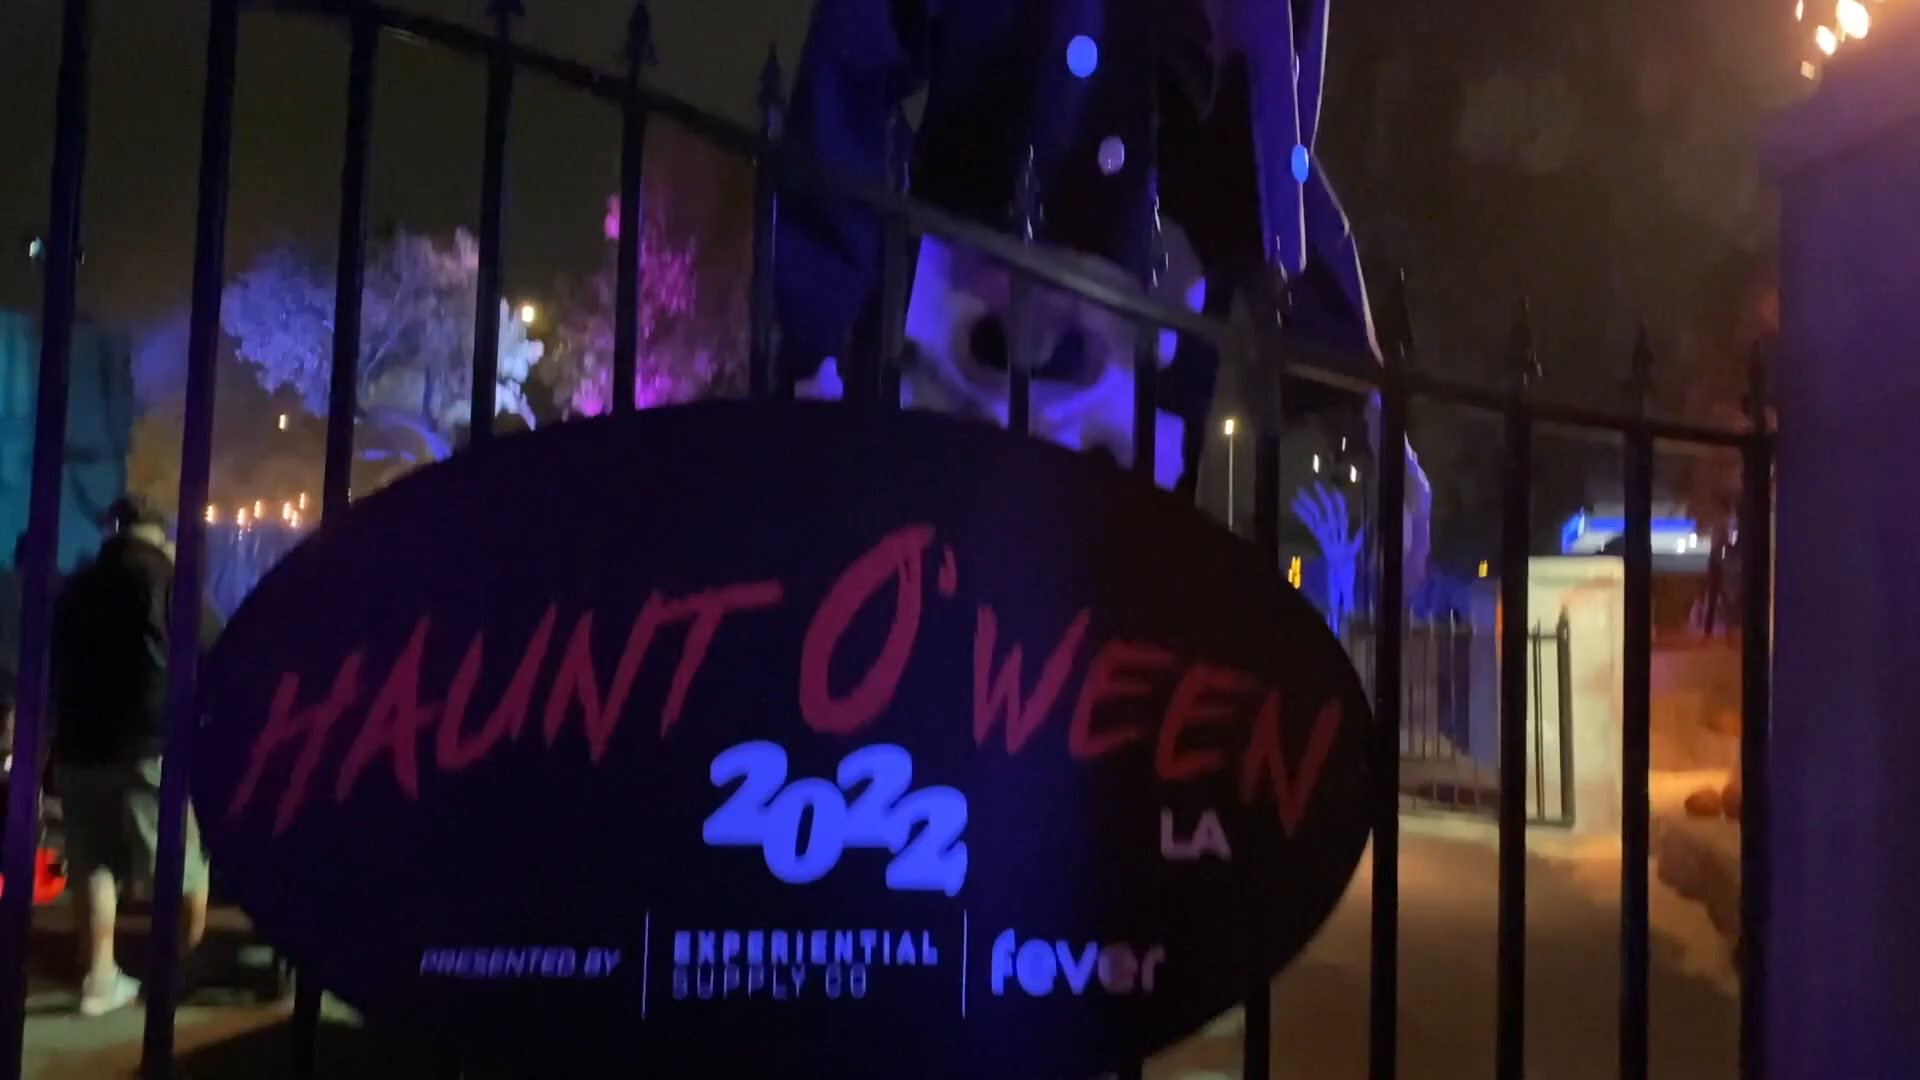 HAUNT O'WEEN
2022
LA
PRESENTED BY
EXPERIENTIAL
SUPPLY CO
fever